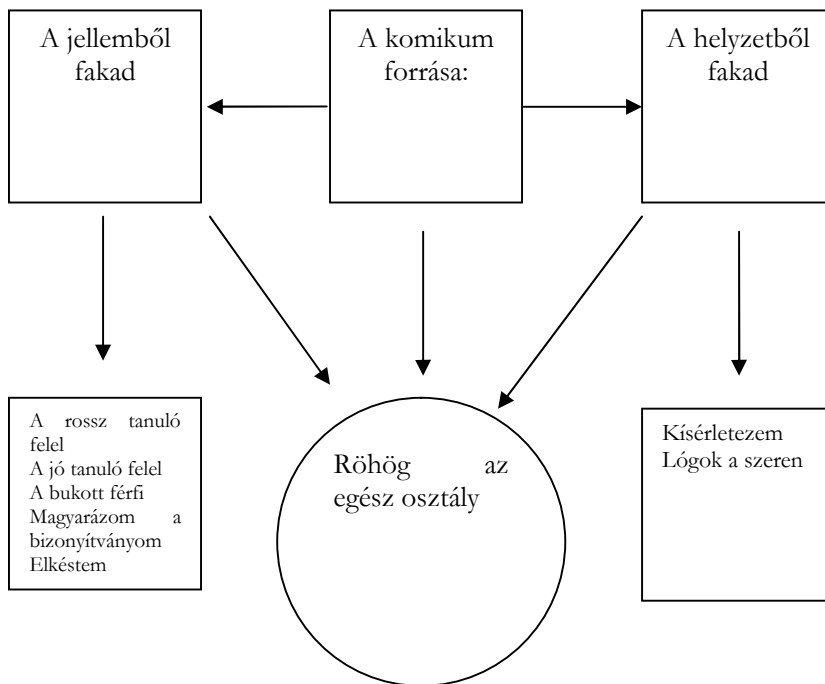 A jellemből
fakad
A komikum
forrása:
A helyzetből
fakad
A rossz tanuló
felel
A jó tanuló felel
A bukott férfi
Magyarázom a
bizonyítványom
Elkéstem
Röhög az
egész osztály
Kísérletezem
Lógok a szeren